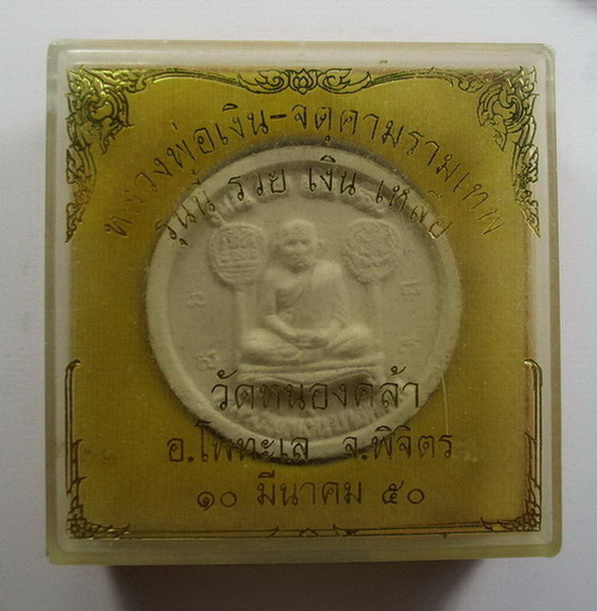 หลวงพ่อเงิน-จตุคามรามเทพ
รุ่นนี้ รวย เงิน เหลือ
วัดหนองคล้า
อ.โพทะเล จ.พิจิตร
๑๐ มีนาคม ๕๐